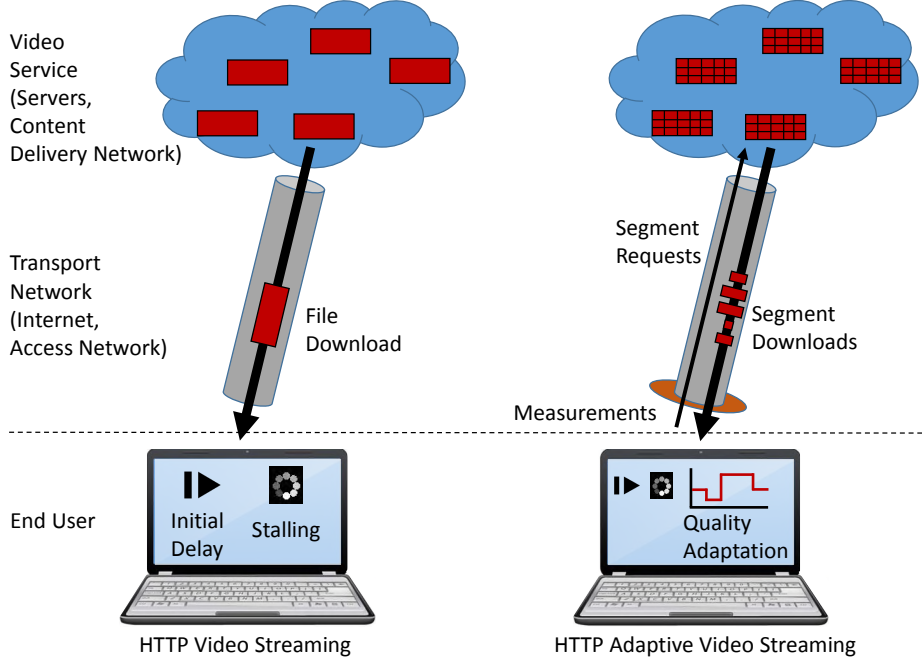 Video
Service
(Servers,
Content
Delivery Network)
Transport
Network
(Internet,
Access Network)
File
Download
Segment
Requests
Segment
Downloads
Measurements
End User
Initial
Delay
Stalling
Quality
Adaptation
HTTP Video Streaming
HTTP Adaptive Video Streaming